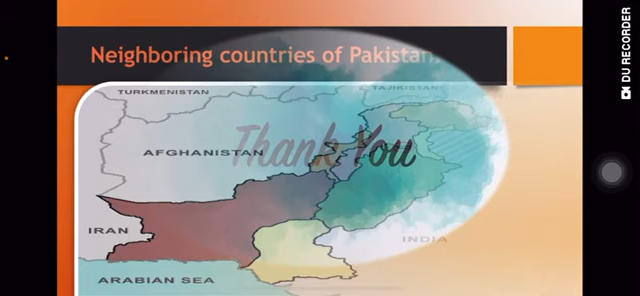 Neighboring countries of Pakistan.
TURKMENISTAN
TAJIKISTAN
Thank You
AFGHANISTAN
IRAN
INDIA
ARABIAN SEA
DU RECORDER